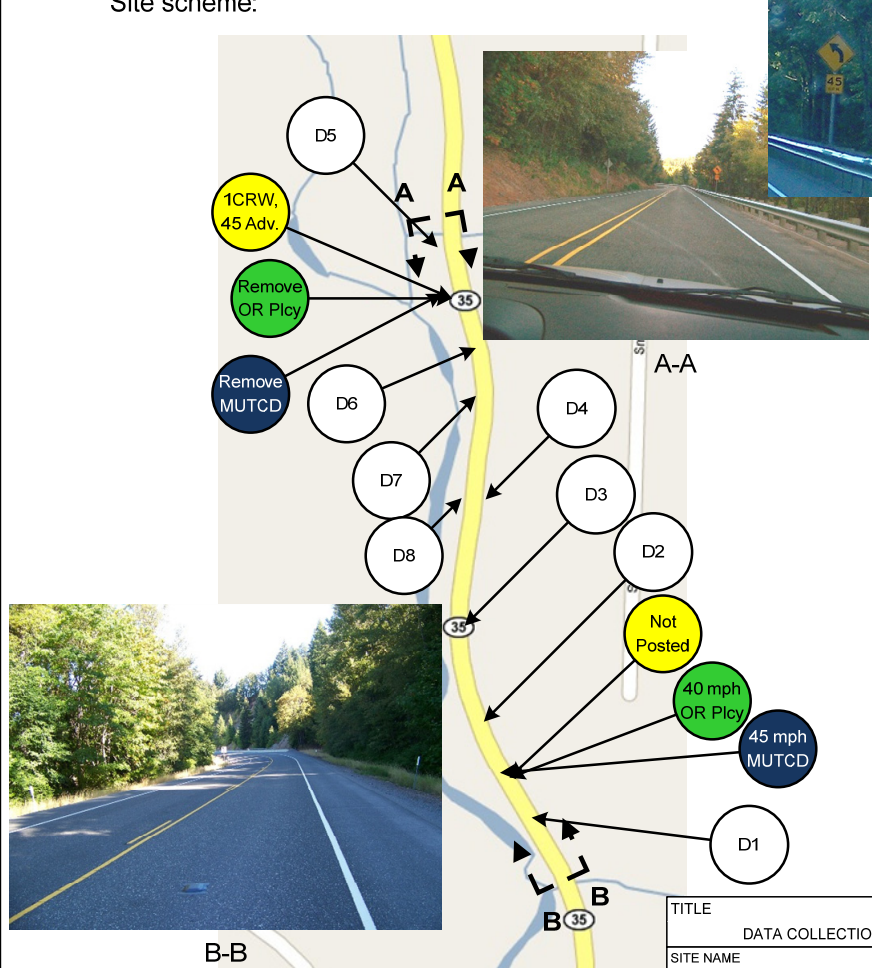 Site scheme:
D5
A
A
45
1CRW,
45 Adv.
Remove
OR Plcy
35
Remove
MUTCD
A-A
D6
D4
D7
D3
D8
D2
Not
Posted
35
40 mph
OR Plcy
45 mph
MUTCD
D1
B
B
35
B-B
TITLE
DATA COLLECTIO
SITE NAME